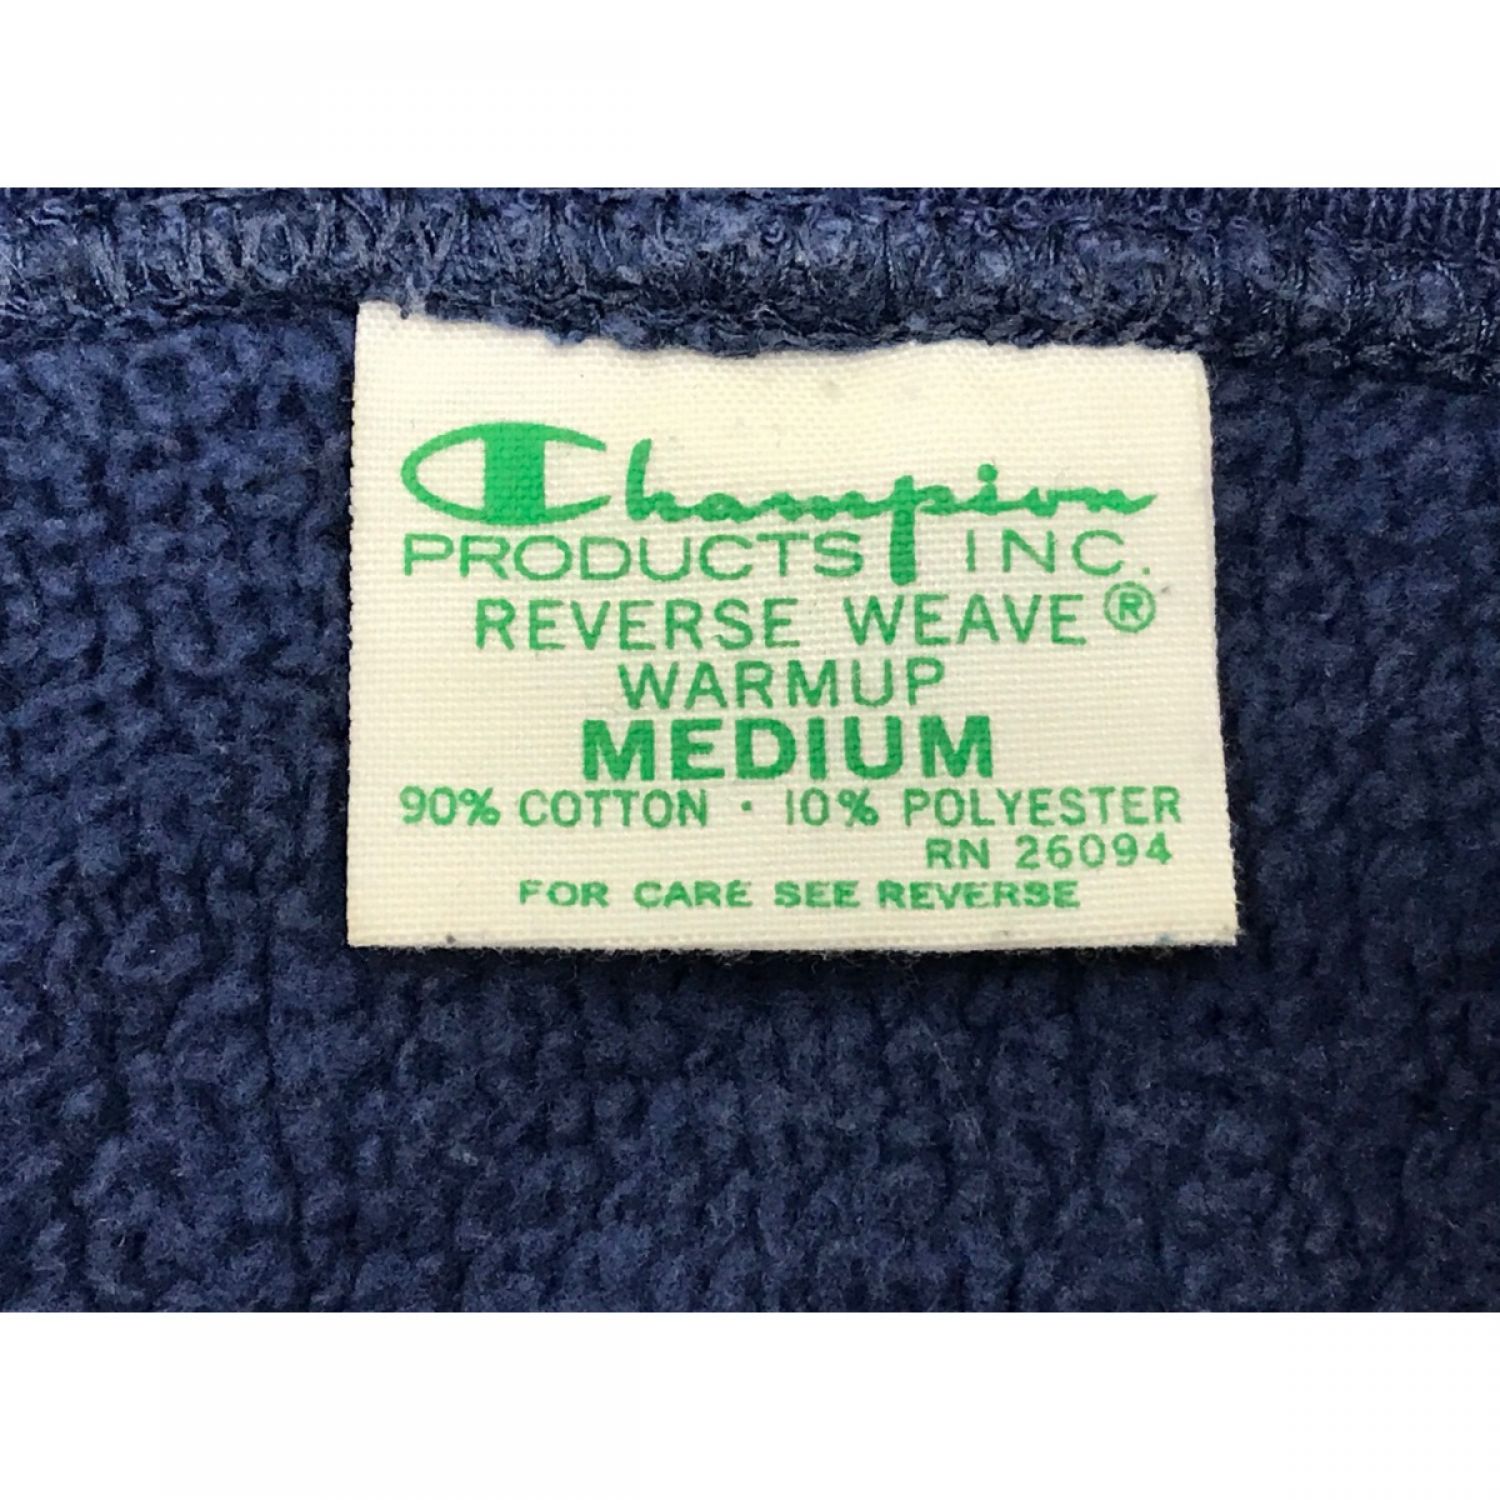 Champion
PRODUCTS INC.
REVERSE WEAVE®
WARMUP
MEDIUM
90% COTTON · 10% POLYESTER
RN 26094
FOR CARE SEE REVERSE